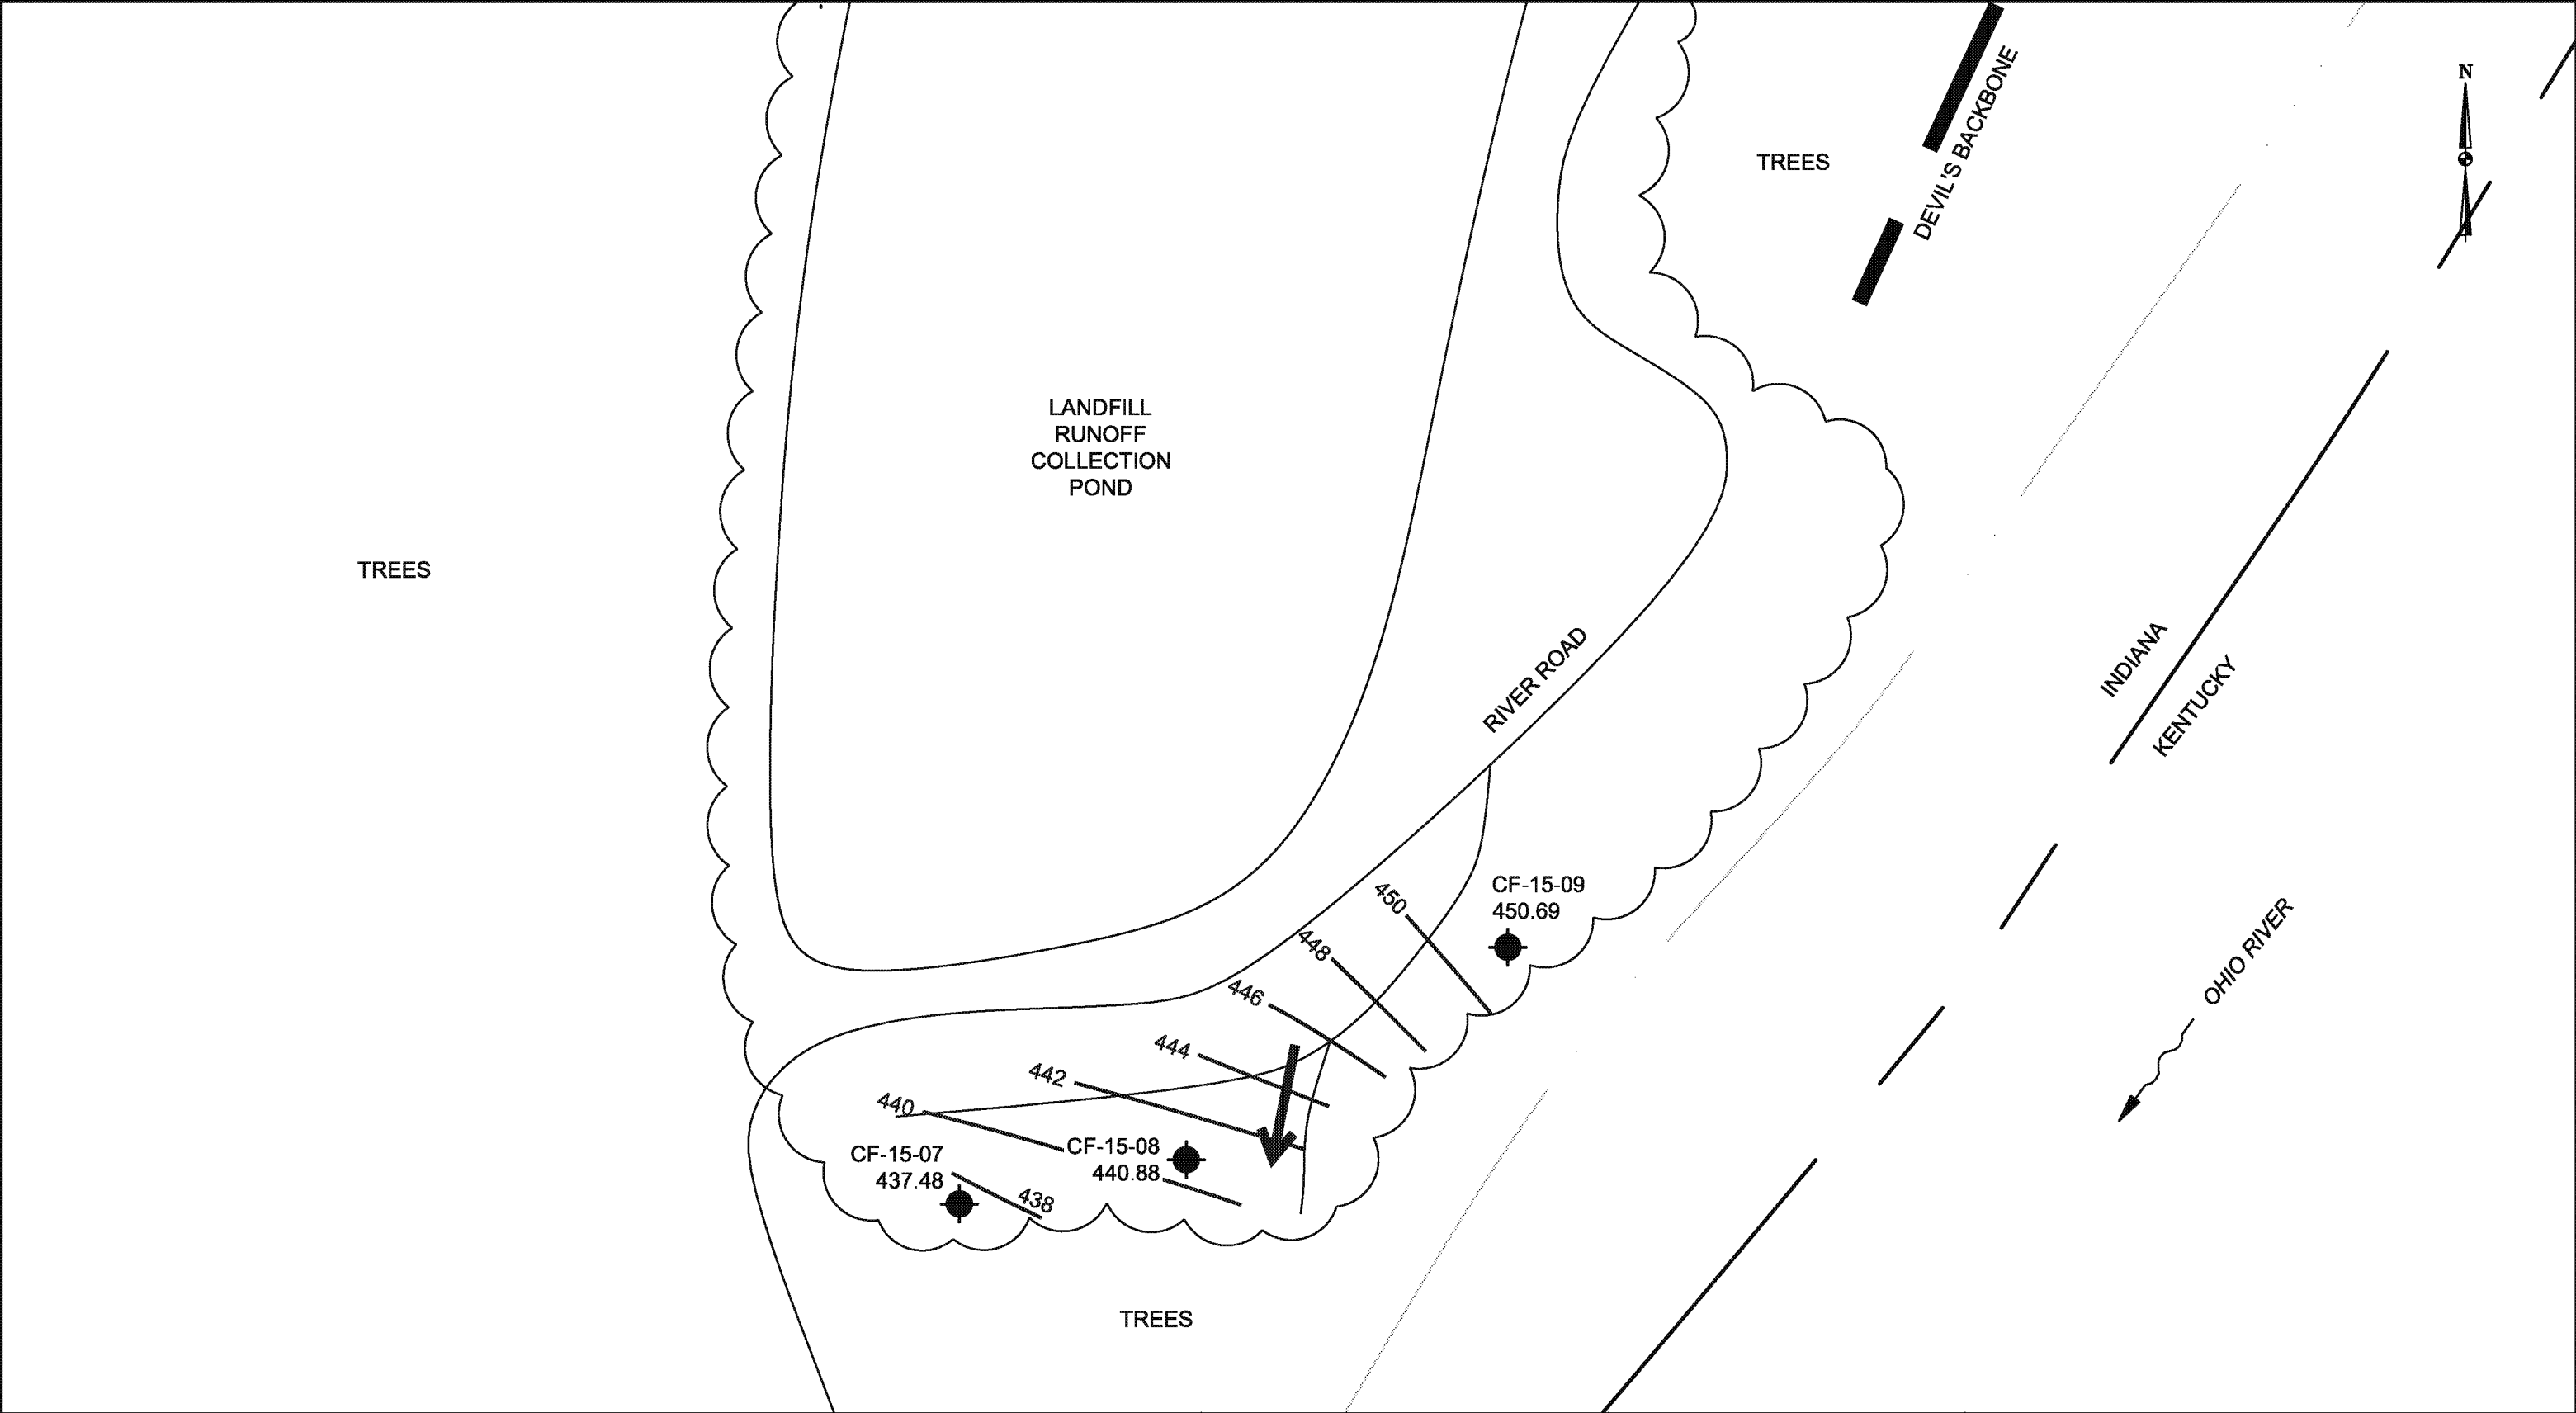 N
DEVIL'S BACKBONE
TREES
LANDFILL
RUNOFF
COLLECTION
POND
TREES
INDIANA
KENTUCKY
RIVER ROAD
CF-15-09
450.69
450
448
446
444
442
440
OHIO RIVER
CF-15-08
440.88
CF-15-07
437.48
438
TREES